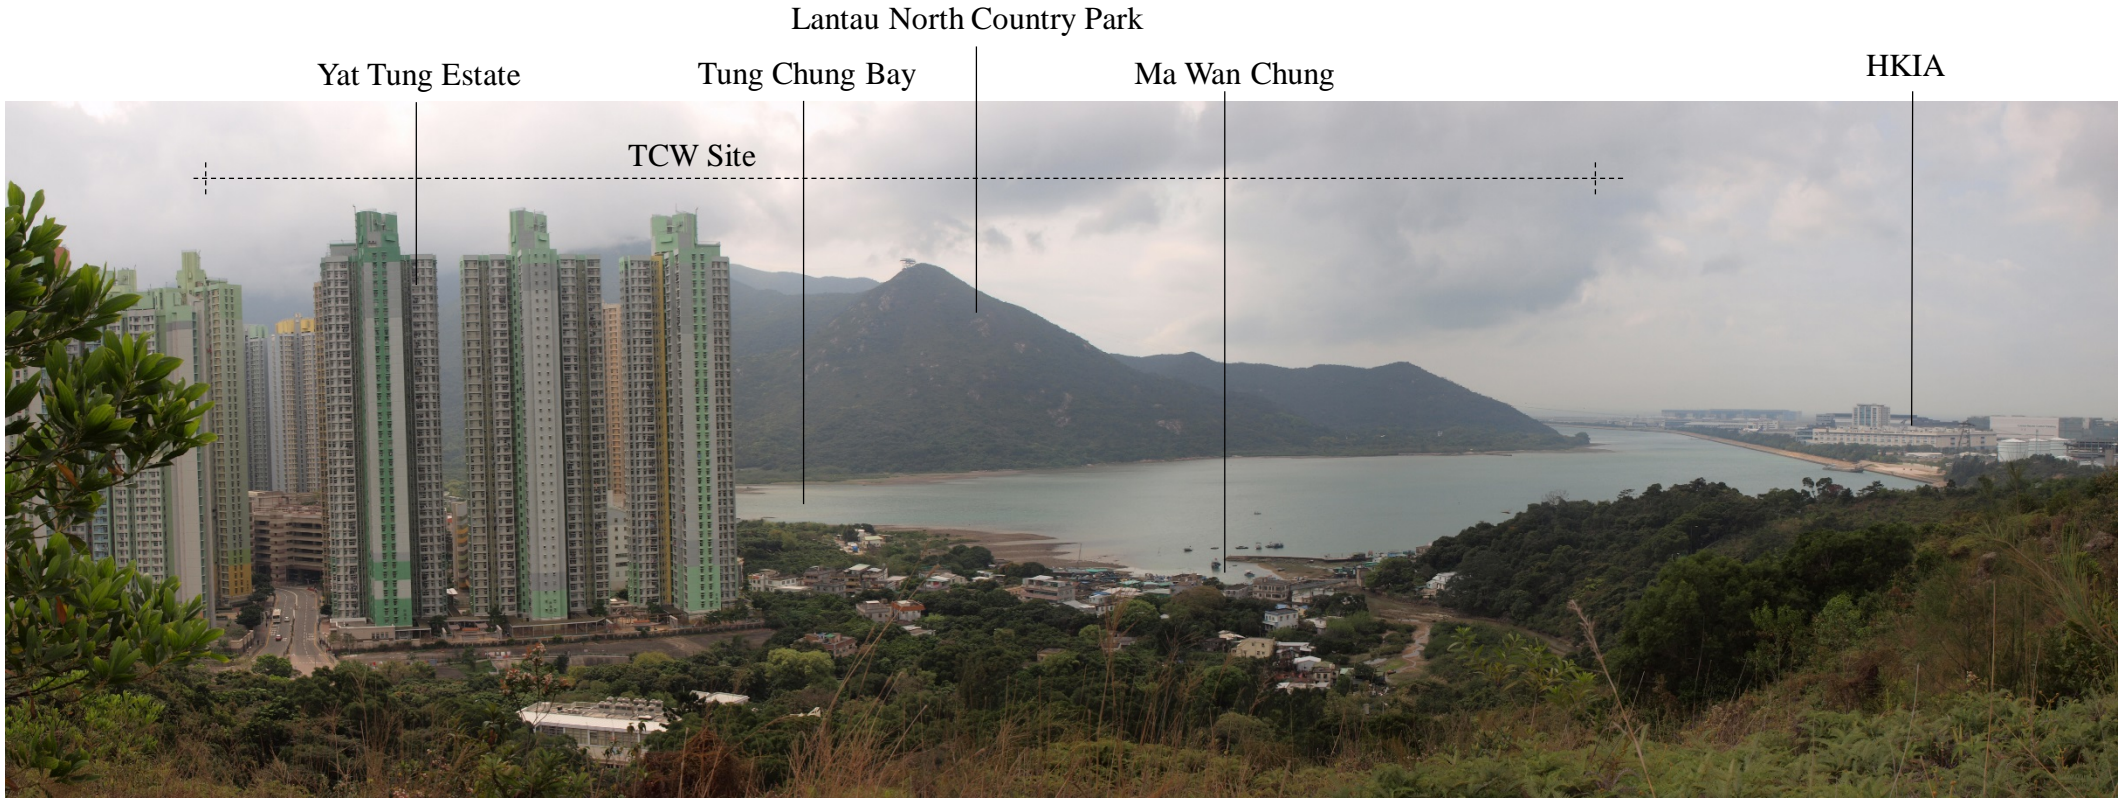 Lantau North Country Park
Yat Tung Estate
Tung Chung Bay
Ma Wan Chung
HKIA
TCW Site